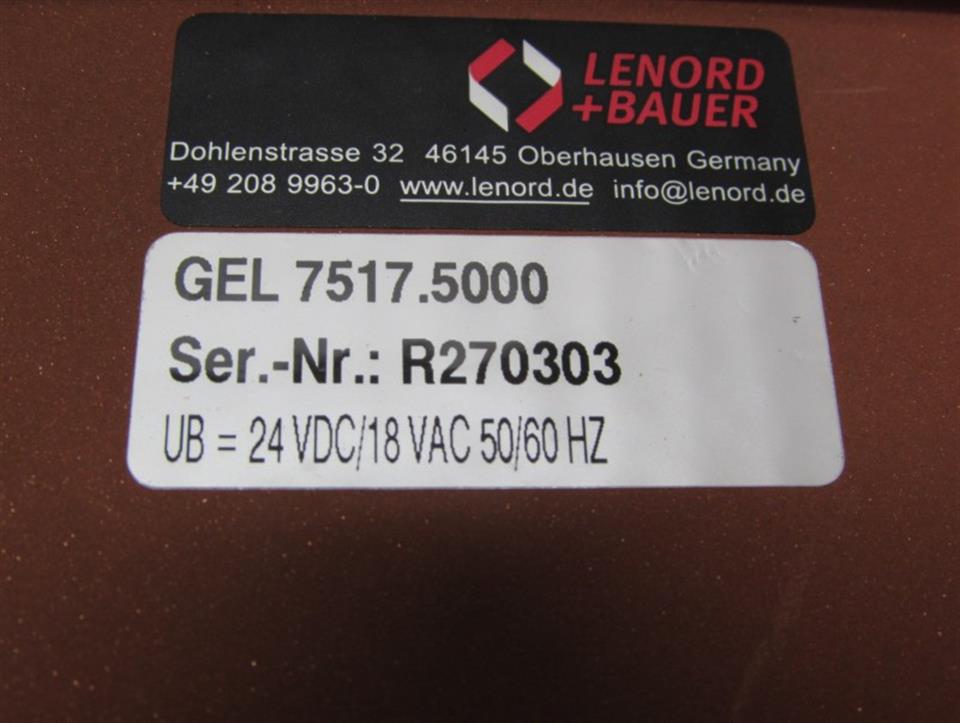 LENORD
+BAUER
Dohlenstrasse 32 46145 Oberhausen Germany
+49 208 9963-0 www.lenord.de info@lenord.de
GEL 7517.5000
Ser.-Nr.: R270303
UB = 24 VDC/18 VAC 50/60 HZ